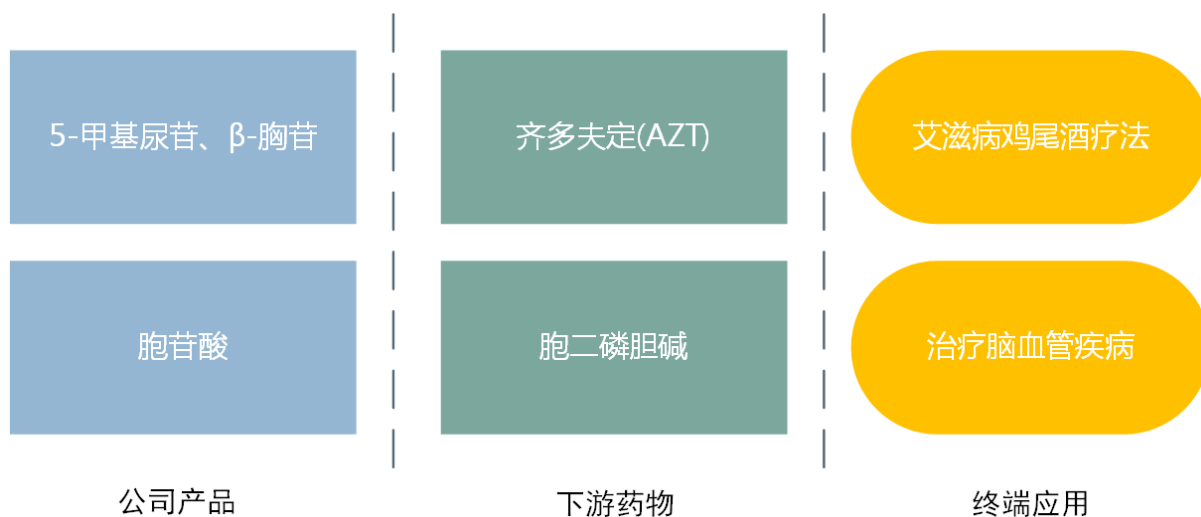 5-甲基尿苷、β-胸苷
齐多夫定(AZT)
艾滋病鸡尾酒疗法
胞苷酸
胞二磷胆碱
治疗脑血管疾病
公司产品
下游药物
终端应用